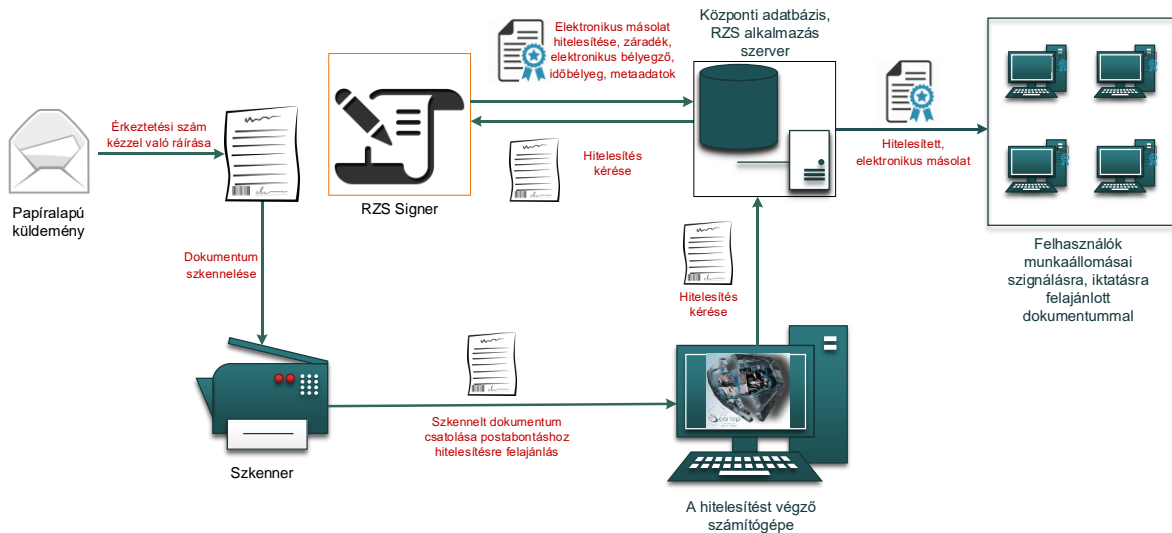 Elektronikus másolat
hitelesítése, záradék,
elektronikus bélyegző,
időbélyeg, metaadatok
Központi adatbázis,
RZS alkalmazás
szerver
Érkeztetési szám
kézzel való ráírása
Hitelesítés
kérése
Hitelesített,
elektronikus másolat
Papíralapú
küldemény
RZS Signer
Dokumentum
szkennelése
Felhasználók
munkaállomásai
szignálásra, iktatásra
felajánlott
dokumentummal
Hitelesítés
kérése
Szkennelt dokumentum
csatolása postabontáshoz
hitelesítésre felajánlás
Szkenner
A hitelesítést végző
számítógépe